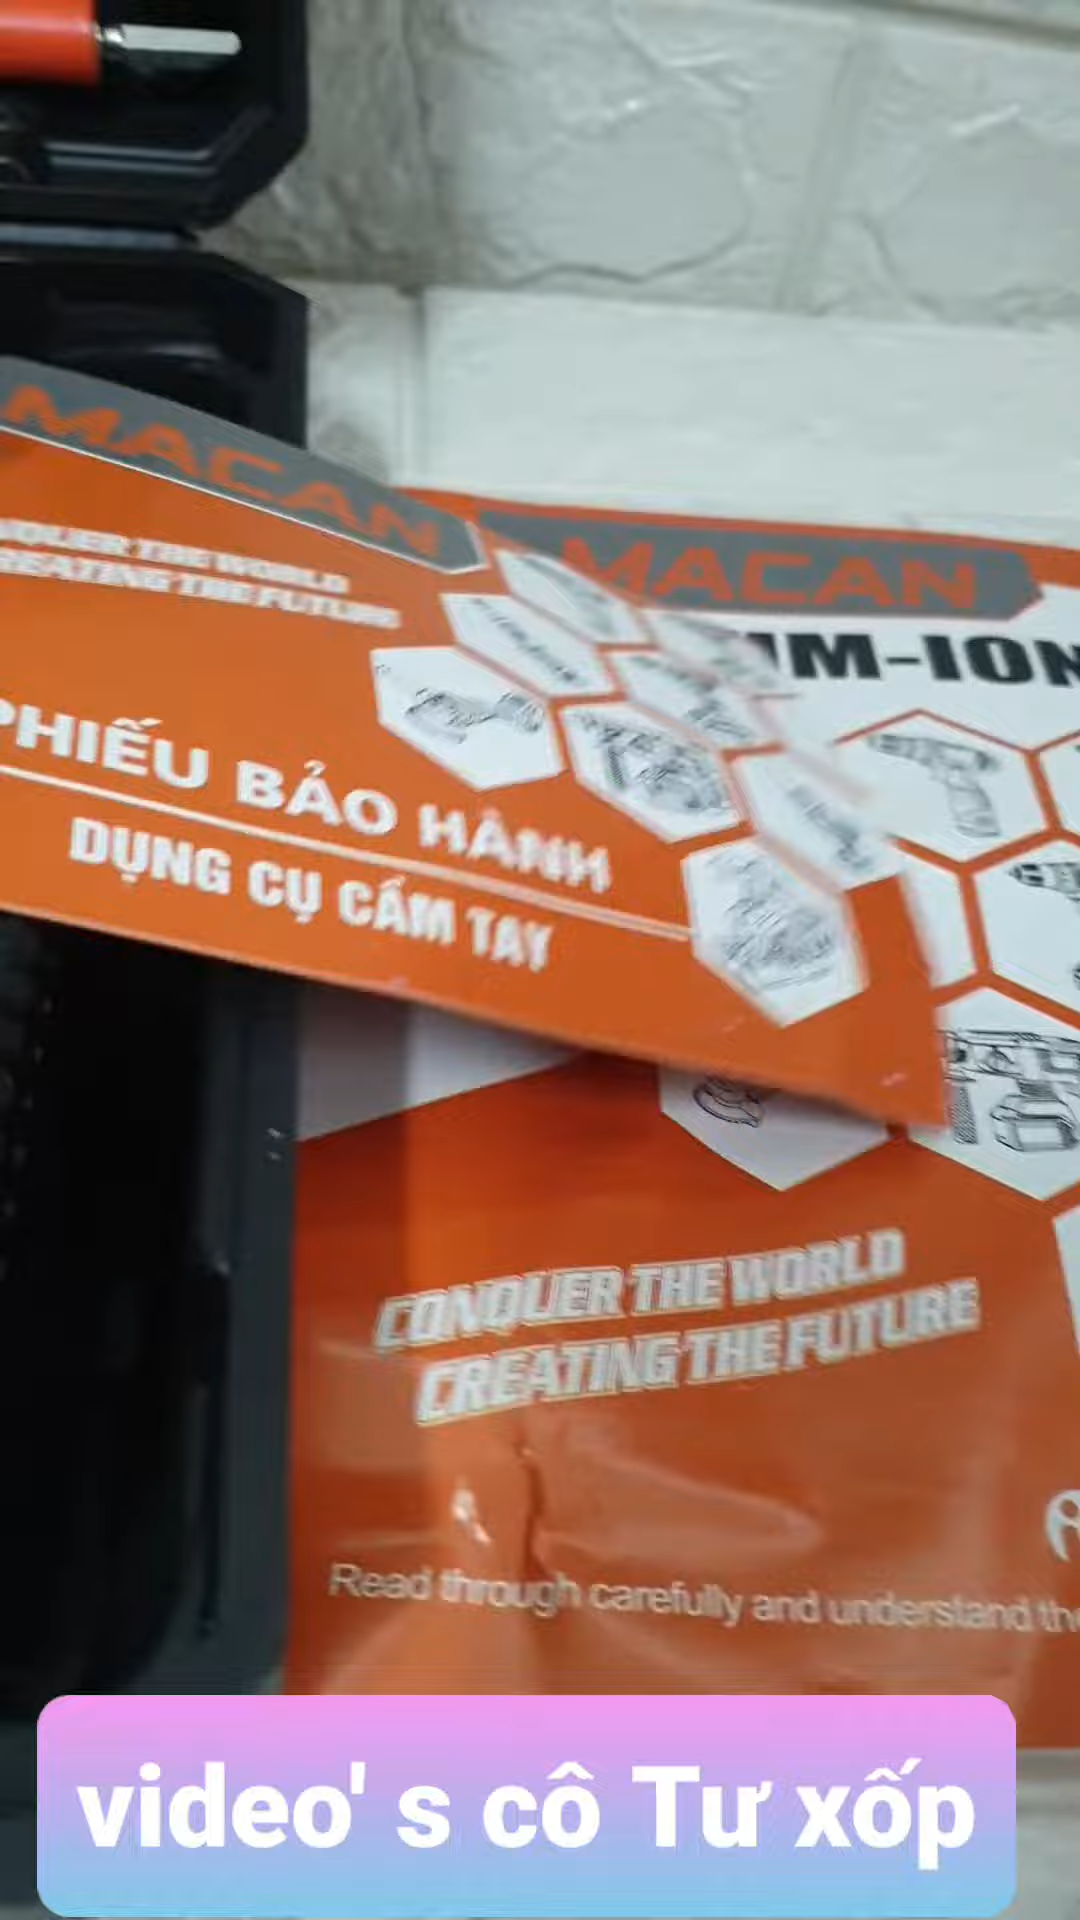 MACAN
THE WORLD
CREATING THE FUTURE
PHIẾU BẢO HÀNH
DỤNG CỤ CẦM TAY
MACAN
CONQUER THE WORLD
CREATING THE FUTURE
Read through carefully and understand
video' s cô Tư xốp